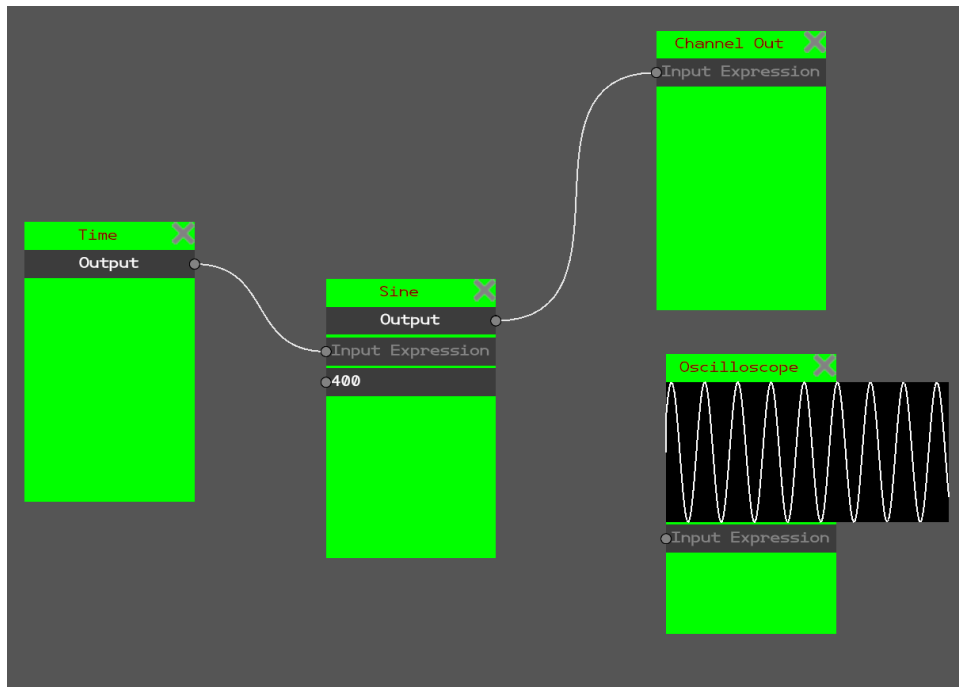 Channel Out
Input Expression
Time
Output
Sine
Output
Input Expression
400
Oscilloscope
Input Expression